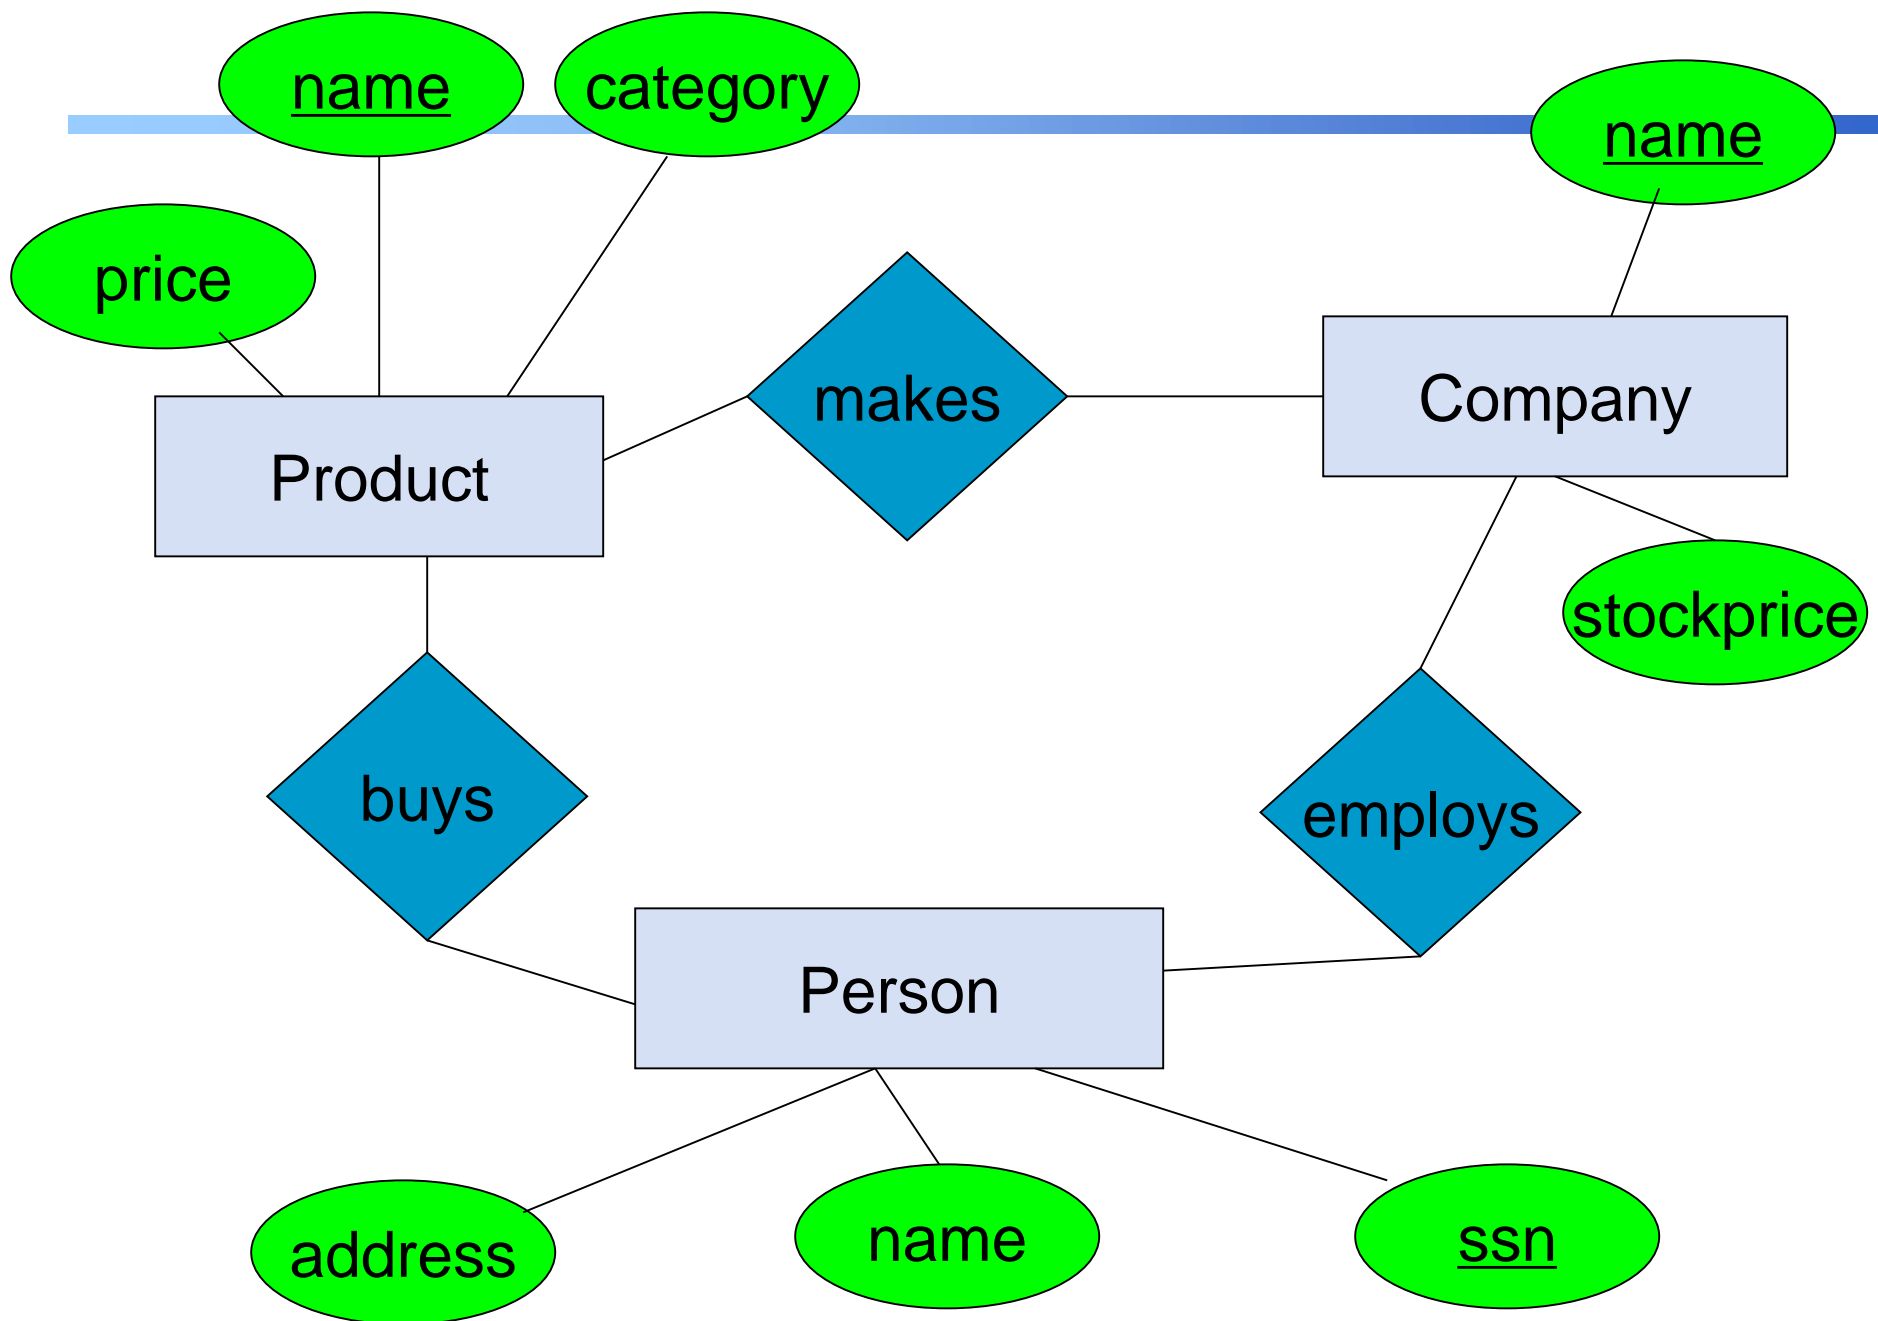 name
category
name
price
makes
Company
Product
stockprice
buys
employs
Person
address
name
ssn